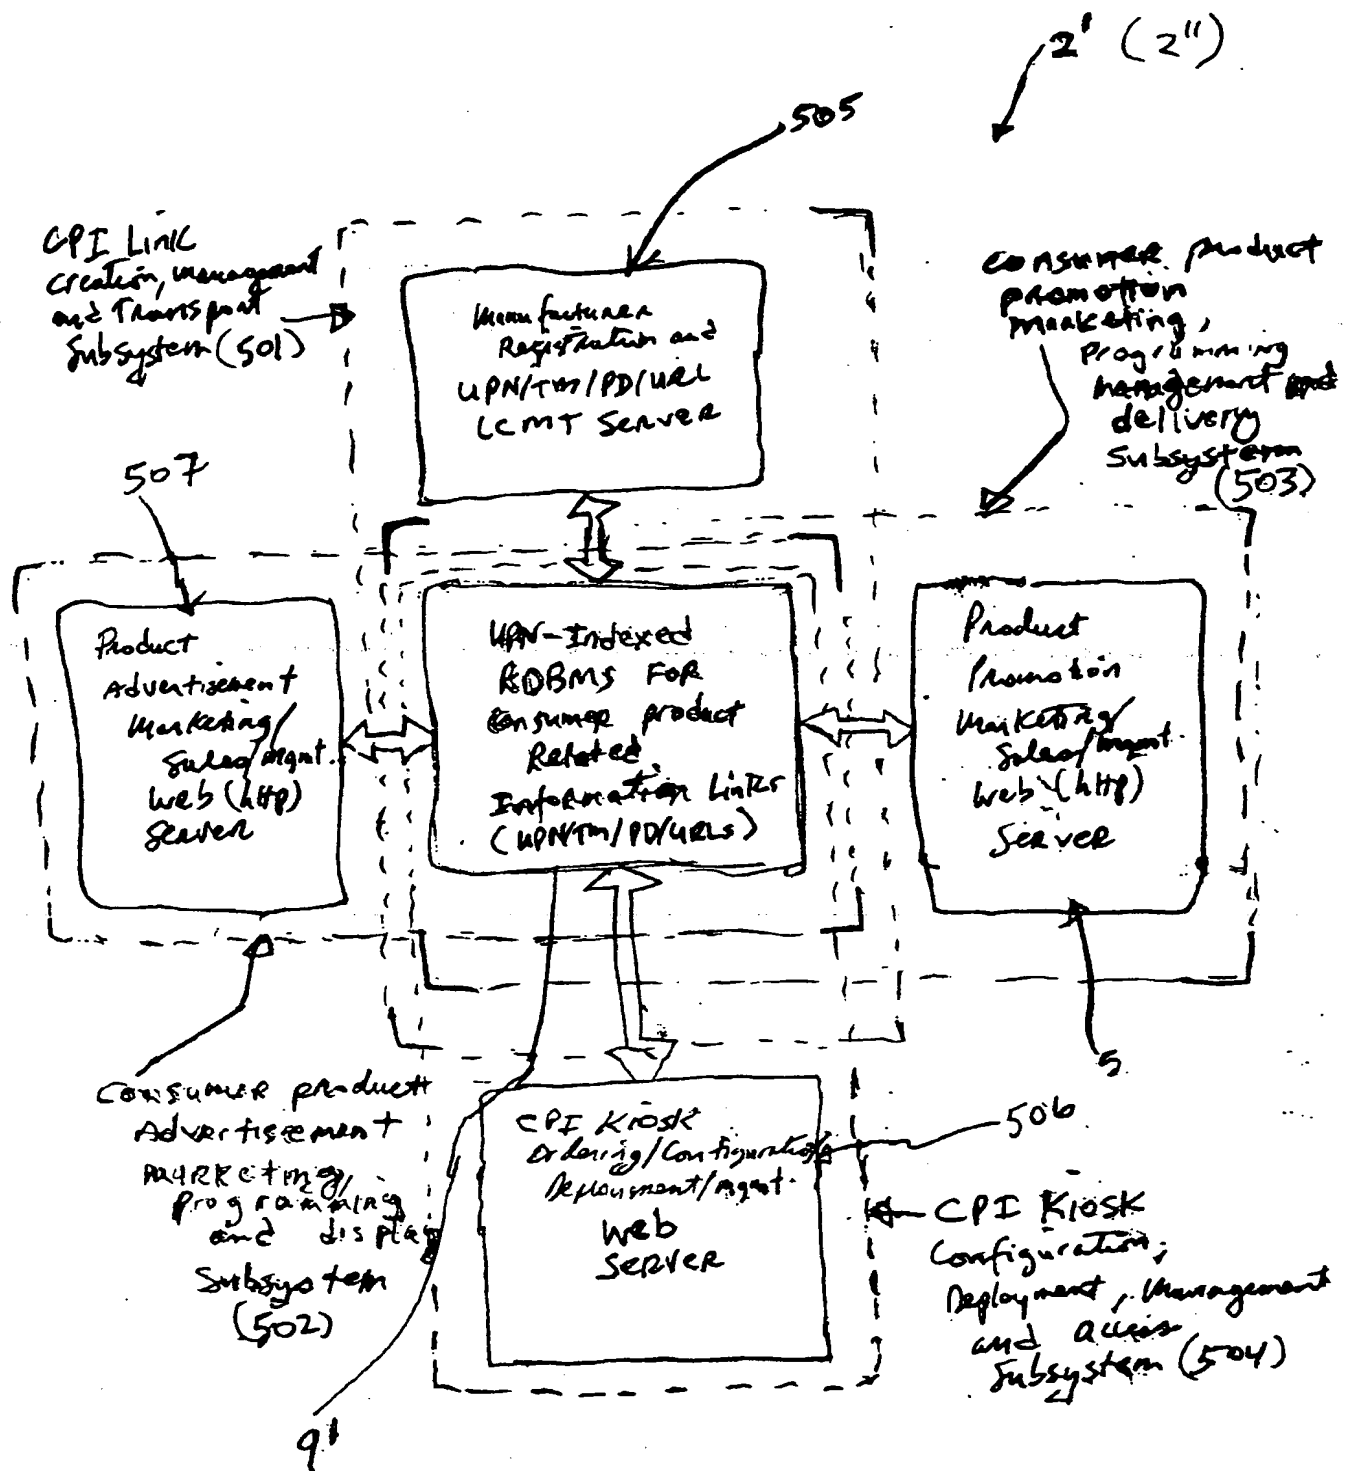 2' (2")
505
CPI Link
Creation, Management
and Transport
Subsystem (501)
Manufacturer
Registration and
UPN/TM/PD/URL
LCMT Server
Consumer product
promotion
marketing,
programming
management and
delivery
Subsystem
(503)
507
Product
Advertisement
Marketing/
Sales/mgmt.
Web (http)
Server
UPN-Indexed
RDBMS FOR
Consumer product
Related
Information Links
(UPN/TM/PD/URLs)
Product
Promotion
Marketing/
Sales/mgmt.
Web (http)
Server
5
Consumer product
Advertisement
marketing,
programming
and display
Subsystem
(502)
CPI Kiosk
Ordering/Configuration
Deployment/mgmt.
Web
Server
506
CPI Kiosk
Configuration,
Deployment, Management
and access
Subsystem (504)
9'